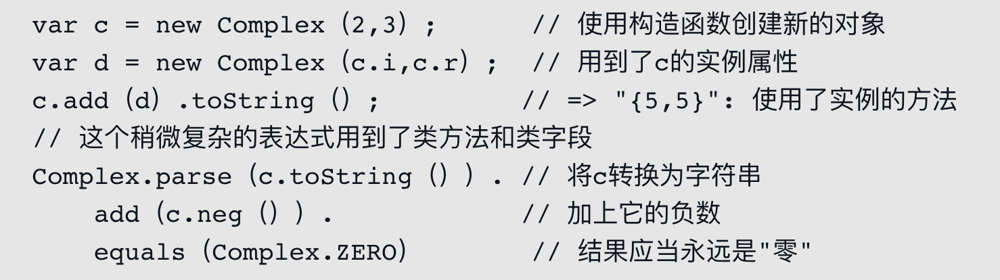 var c = new Complex (2,3) ;       // 使用构造函数创建新的对象
var d = new Complex (c.i,c.r) ;   // 用到了c的实例属性
c.add (d) .toString () ;          // => "{5,5}": 使用了实例的方法
// 这个稍微复杂的表达式用到了类方法和类字段
Complex.parse (c.toString () ) . // 将c转换为字符串
    add (c.neg () ) .            // 加上它的负数
    equals (Complex.ZERO)         // 结果应当永远是"零"